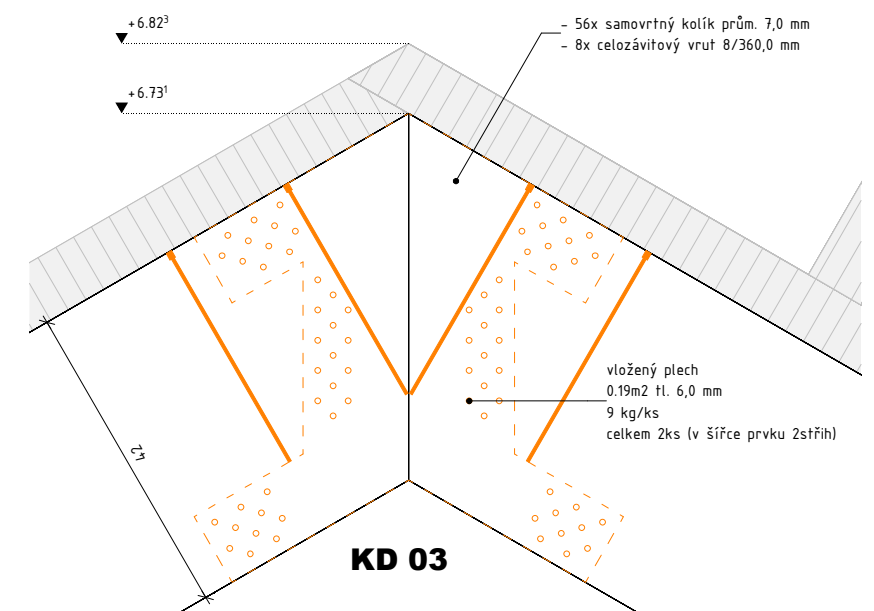 +6.82³
- 56x samovrtný kolík prům. 7,0 mm
- 8x celozávitový vrut 8/360,0 mm
+6.73¹
vložený plech
0.19m2 tl. 6,0 mm
9 kg/ks
celkem 2ks (v šířce prvku 2střih)
42
KD 03